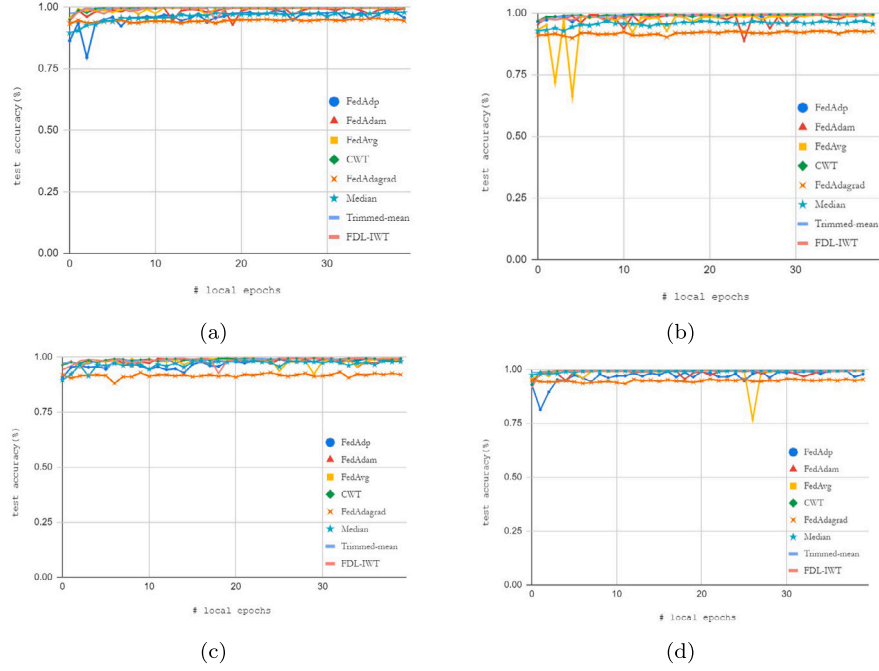 1.00
0.75
0.50
0.25
0.00
test accuracy(%)
0
10
20
30
# local epochs
FedAdp
FedAdam
FedAvg
CWT
FedAdagrad
Median
Trimmed-mean
FDL-IWT
(a)
1.00
0.75
0.50
0.25
0.00
test accuracy(%)
0
10
20
30
# local epochs
FedAdp
FedAdam
FedAvg
CWT
FedAdagrad
Median
Trimmed-mean
FDL-IWT
(b)
1.00
0.75
0.50
0.25
0.00
test accuracy(%)
0
10
20
30
# local epochs
FedAdp
FedAdam
FedAvg
CWT
FedAdagrad
Median
Trimmed-mean
FDL-IWT
(c)
1.00
0.75
0.50
0.25
0.00
test accuracy(%)
0
10
20
30
# local epochs
FedAdp
FedAdam
FedAvg
CWT
FedAdagrad
Median
Trimmed-mean
FDL-IWT
(d)